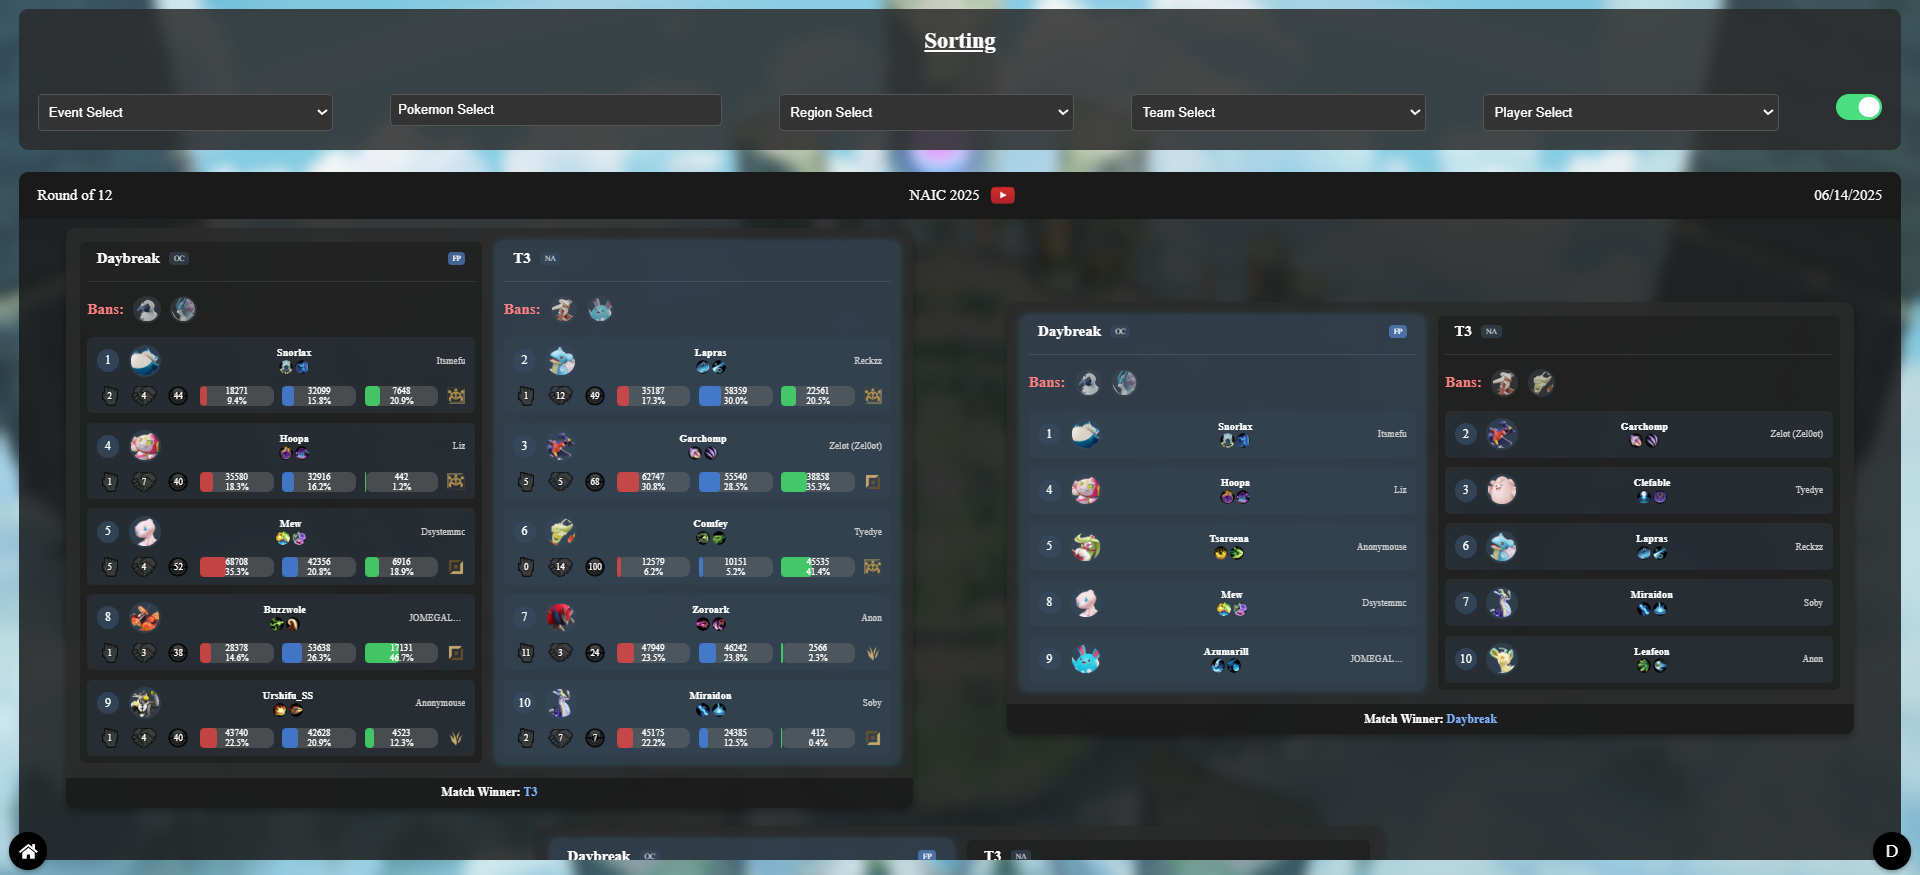 Sorting
Event Select
Pokemon Select
Region Select
Team Select
Player Select
Round of 12
NAIC 2025
06/14/2025
Daybreak OC FP
Bans:
1 Snorlax Itsmefu
2 4 44 18271 9.4% 32099 15.8% 7648 20.9%
4 Hoopa Liz
1 7 40 35580 18.3% 32916 16.2% 442 1.2%
5 Mew Dsystemmc
5 4 52 68708 35.3% 42356 20.8% 6916 18.9%
8 Buzzwole JOMEGAL...
1 3 38 28378 14.6% 53638 26.3% 17131 46.7%
9 Urshifu_SS Anonymouse
1 4 40 43740 22.5% 42628 20.9% 4523 12.3%
T3 NA
Bans:
2 Lapras Reckzz
1 12 49 35187 17.3% 58359 30.0% 22561 20.5%
3 Garchomp Zelot (Zel0ot)
5 5 68 62747 30.8% 55540 28.5% 38858 35.3%
6 Comfey Tyedye
0 14 100 12579 6.2% 10151 5.2% 45535 41.4%
7 Zoroark Anon
11 3 24 47949 23.5% 46242 23.8% 2566 2.3%
10 Miraidon Soby
2 7 7 45175 22.2% 24385 12.5% 412 0.4%
Match Winner: T3
Daybreak OC FP
Bans:
1 Snorlax Itsmefu
4 Hoopa Liz
5 Tsareena Anonymouse
8 Mew Dsystemmc
9 Azumarill JOMEGAL...
T3 NA
Bans:
2 Garchomp Zelot (Zel0ot)
3 Clefable Tyedye
6 Lapras Reckzz
7 Miraidon Soby
10 Leafeon Anon
Match Winner: Daybreak
Daybreak OC FP
T3 NA
D